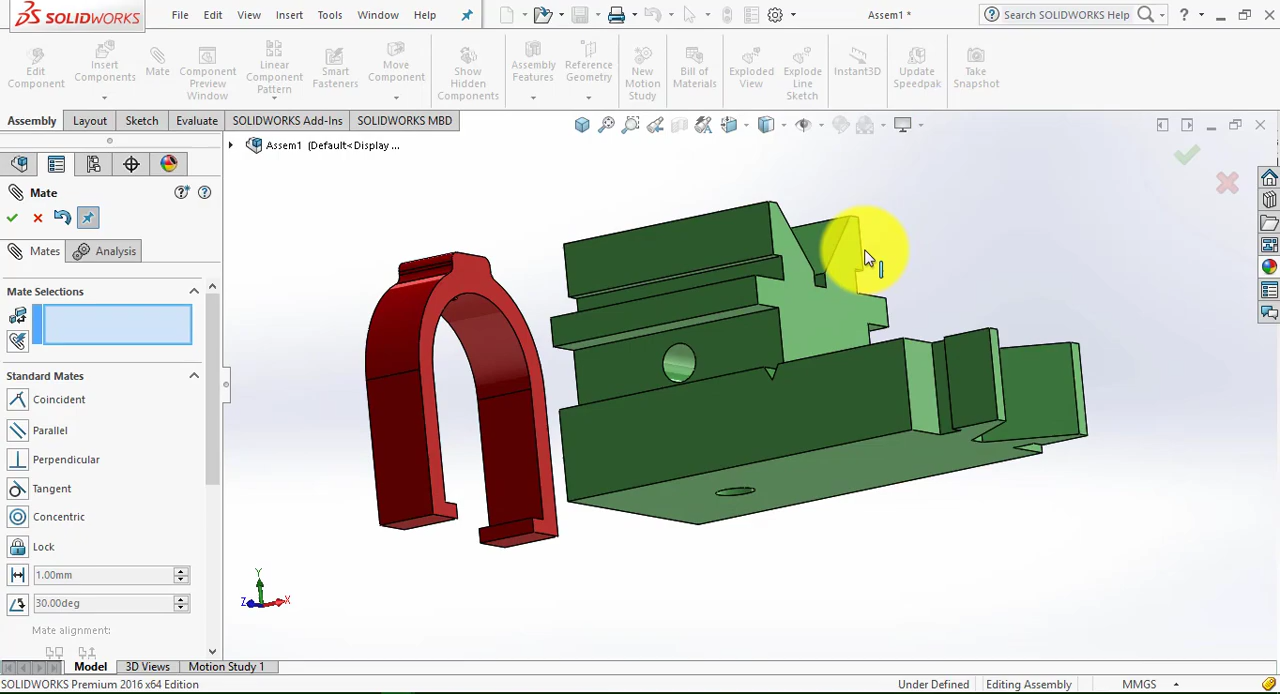 SOLIDWORKS File Edit View Insert Tools Window Help Assem1 * Search SOLIDWORKS Help ?
Edit Component
Insert Components
Mate
Component Preview Window
Linear Component Pattern
Smart Fasteners
Move Component
Show Hidden Components
Assembly Features
Reference Geometry
New Motion Study
Bill of Materials
Exploded View
Explode Line Sketch
Instant3D
Update Speedpak
Take Snapshot
Assembly Layout Sketch Evaluate SOLIDWORKS Add-Ins SOLIDWORKS MBD
Assem1 (Default<Display ...
Mate
Mates Analysis
Mate Selections
Standard Mates
Coincident
Parallel
Perpendicular
Tangent
Concentric
Lock
1.00mm
30.00deg
Mate alignment:
Y
Z X
Model 3D Views Motion Study 1
SOLIDWORKS Premium 2016 x64 Edition Under Defined Editing Assembly MMGS